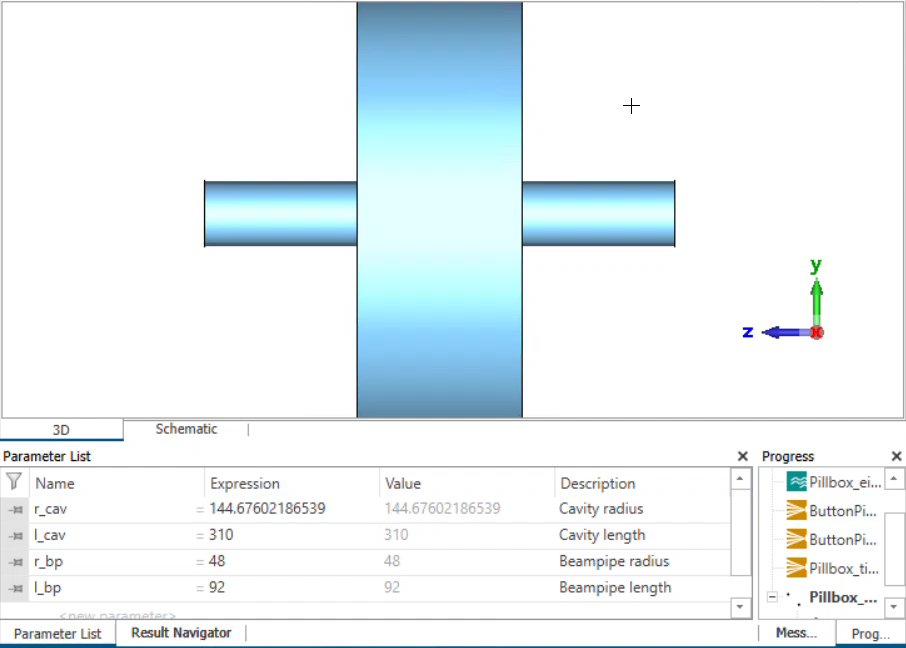 y
z
3D Schematic
Parameter List Progress
Name Expression Value Description
r_cav = 144.67602186539 144.67602186539 Cavity radius
l_cav = 310 310 Cavity length
r_bp = 48 48 Beampipe radius
l_bp = 92 92 Beampipe length
<new parameter>
Pillbox_ei...
ButtonPi...
ButtonPi...
Pillbox_ti...
Pillbox_...
Parameter List Result Navigator Mess... Prog...